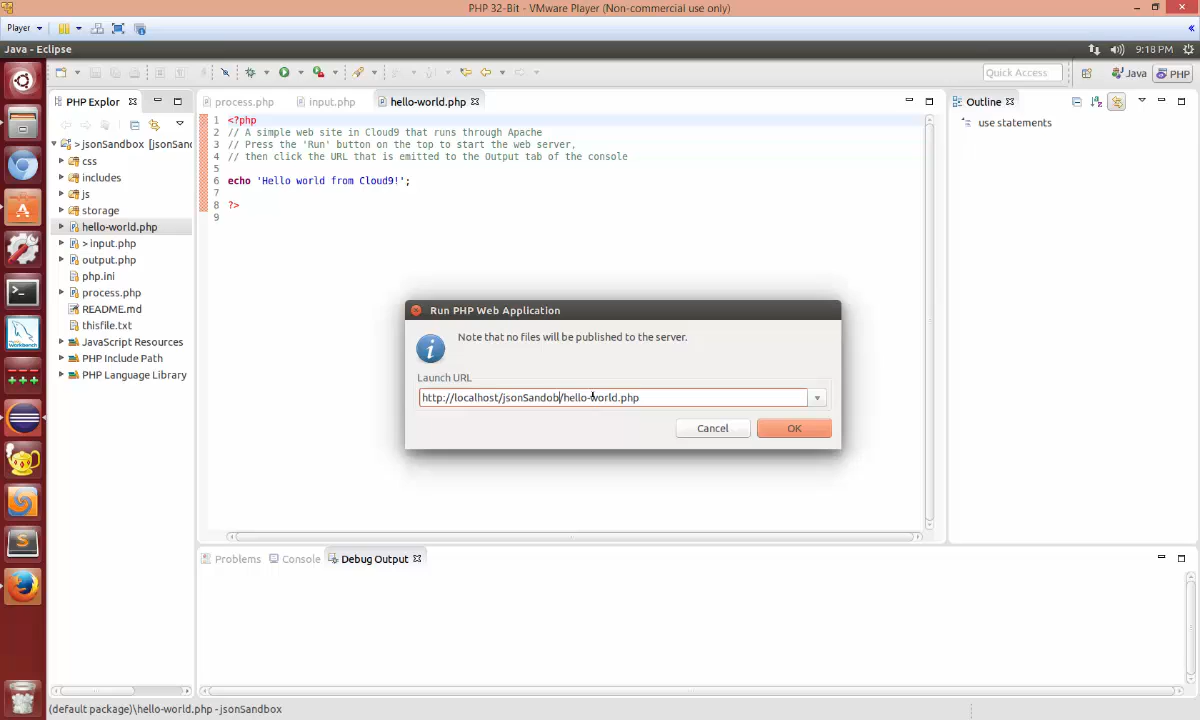 PHP 32-Bit - VMware Player (Non-commercial use only)
Player
Java - Eclipse
9:18 PM
Quick Access
Java
PHP
PHP Explor
> jsonSandbox [jsonSand
css
includes
js
storage
hello-world.php
> input.php
output.php
php.ini
process.php
README.md
thisfile.txt
JavaScript Resources
PHP Include Path
PHP Language Library
process.php
input.php
hello-world.php
1 <?php
2 // A simple web site in Cloud9 that runs through Apache
3 // Press the 'Run' button on the top to start the web server,
4 // then click the URL that is emitted to the Output tab of the console
5
6 echo 'Hello world from Cloud9!';
7
8 ?>
9
Outline
use statements
Run PHP Web Application
Note that no files will be published to the server.
Launch URL
http://localhost/jsonSandob/hello-world.php
Cancel
OK
Problems
Console
Debug Output
(default package)\hello-world.php -jsonSandbox